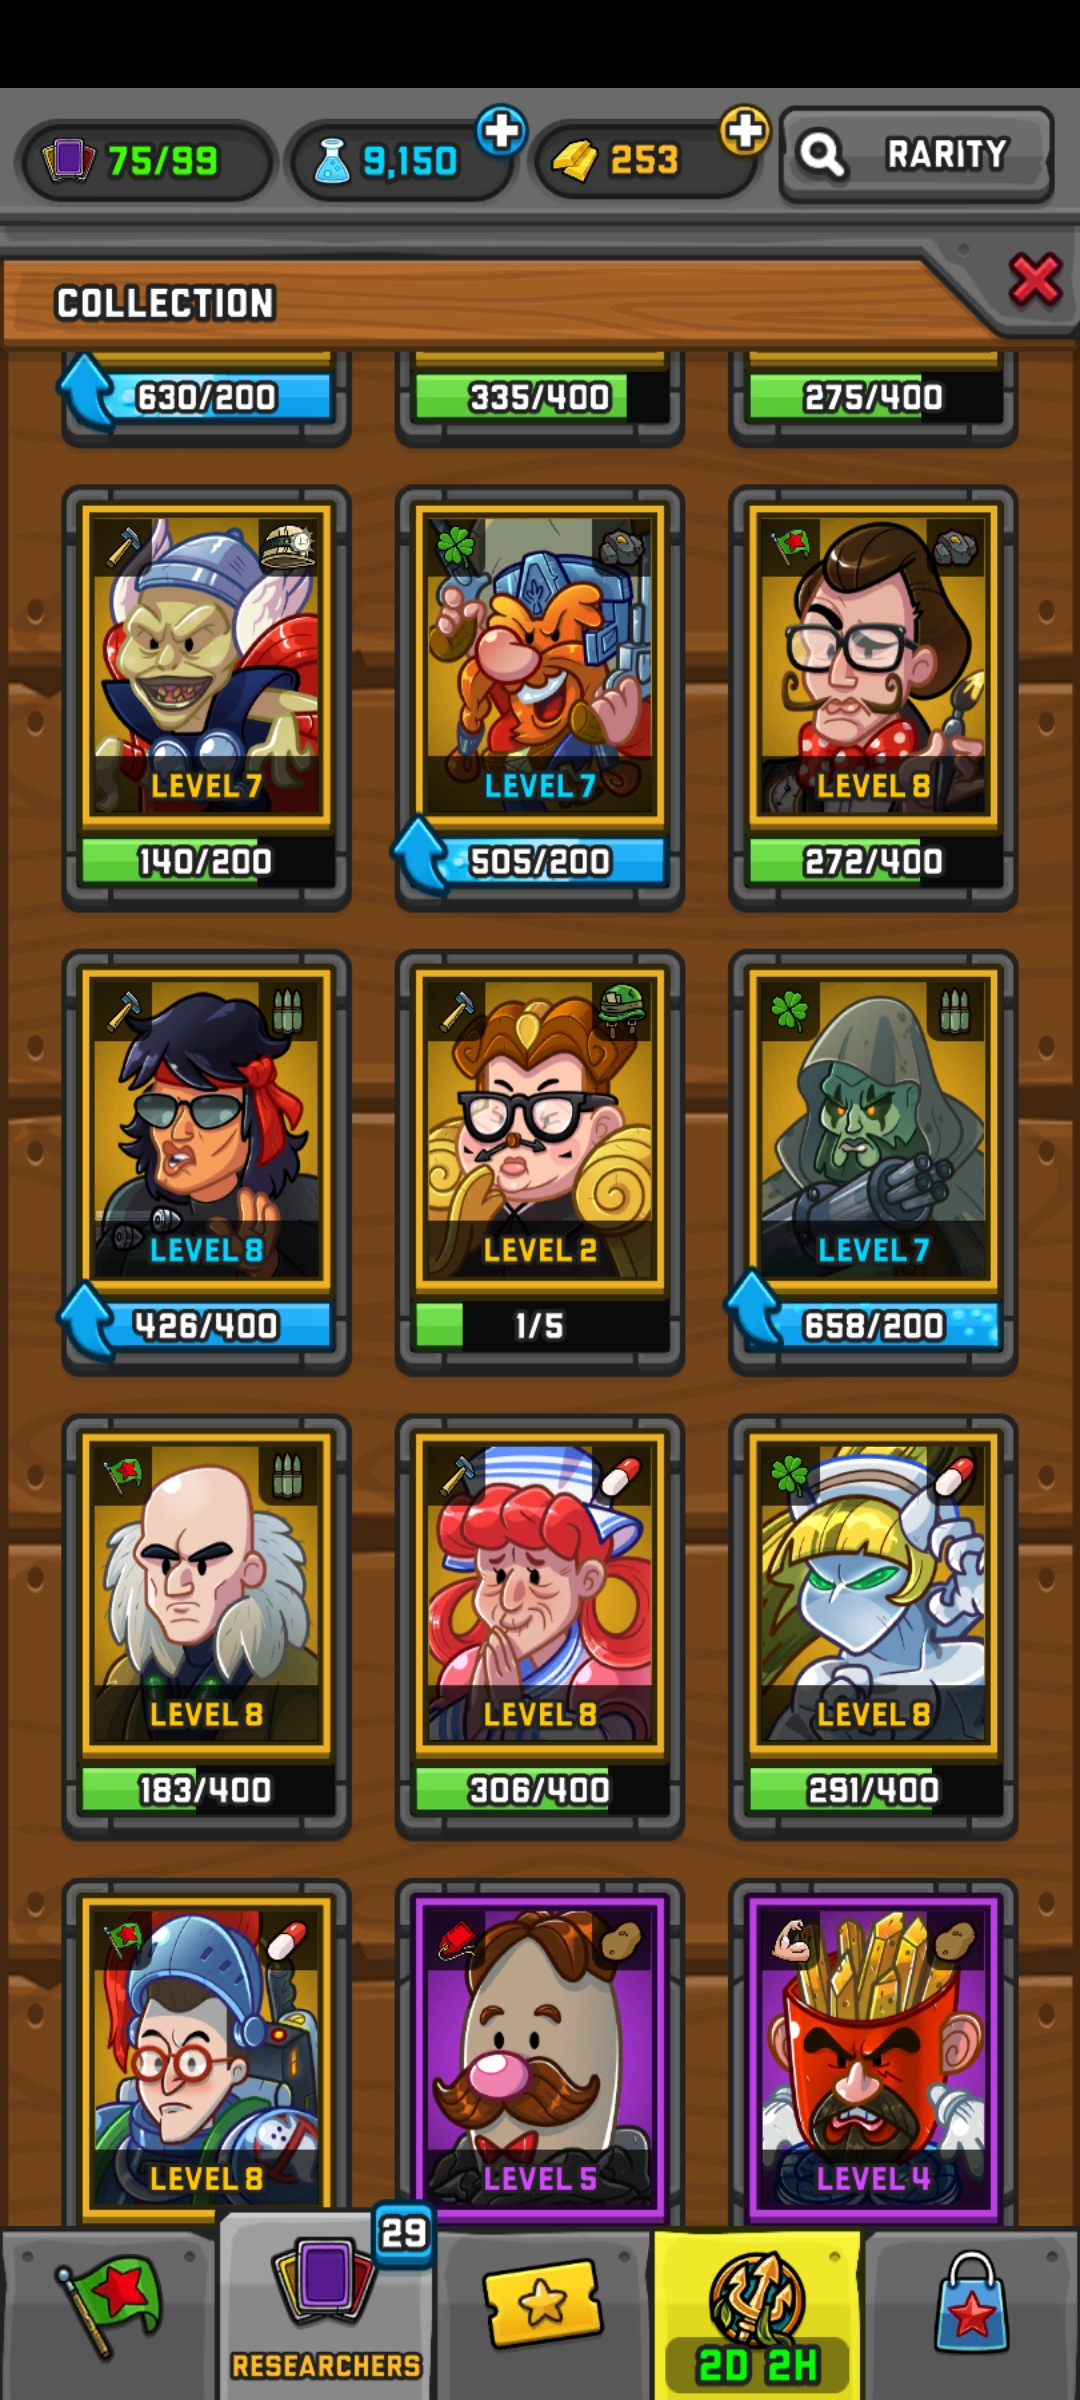 75/99 9,150 253 RARITY
COLLECTION
630/200 335/400 275/400
LEVEL 7 LEVEL 7 LEVEL 8
140/200 505/200 272/400
LEVEL 8 LEVEL 2 LEVEL 7
426/400 1/5 658/200
LEVEL 8 LEVEL 8 LEVEL 8
183/400 306/400 291/400
LEVEL 8 LEVEL 5 LEVEL 4
29
RESEARCHERS 2D 2H